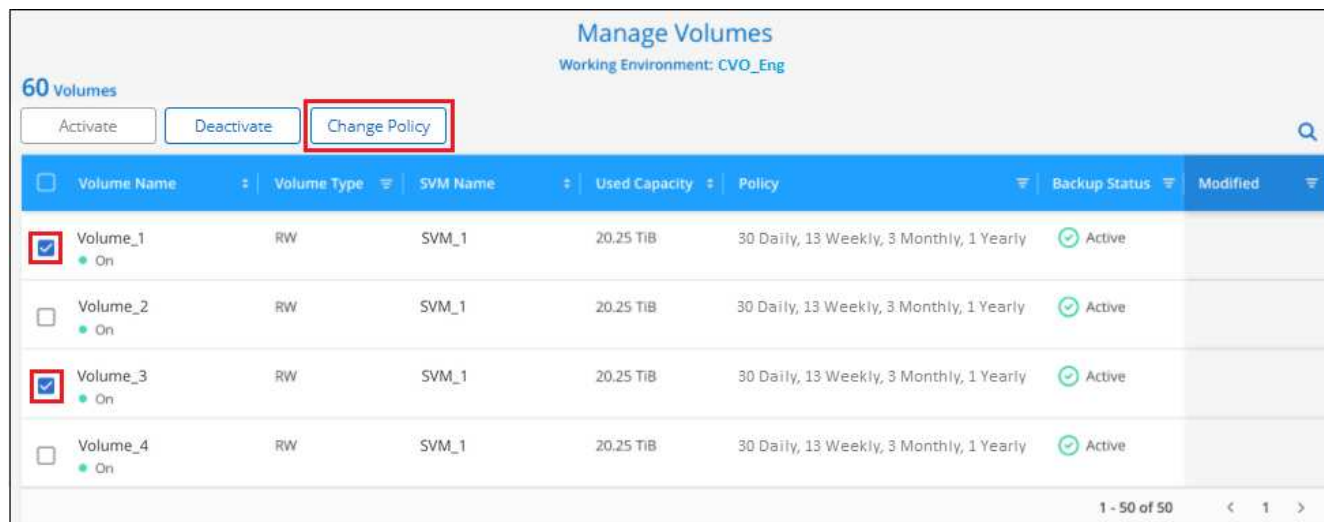 Manage Volumes
Working Environment: CVO_Eng
60 Volumes
Activate Deactivate Change Policy
Volume Name Volume Type SVM Name Used Capacity Policy Backup Status Modified
Volume_1 RW SVM_1 20.25 TiB 30 Daily, 13 Weekly, 3 Monthly, 1 Yearly Active
On
Volume_2 RW SVM_1 20.25 TiB 30 Daily, 13 Weekly, 3 Monthly, 1 Yearly Active
On
Volume_3 RW SVM_1 20.25 TiB 30 Daily, 13 Weekly, 3 Monthly, 1 Yearly Active
On
Volume_4 RW SVM_1 20.25 TiB 30 Daily, 13 Weekly, 3 Monthly, 1 Yearly Active
On
1 - 50 of 50 < 1 >